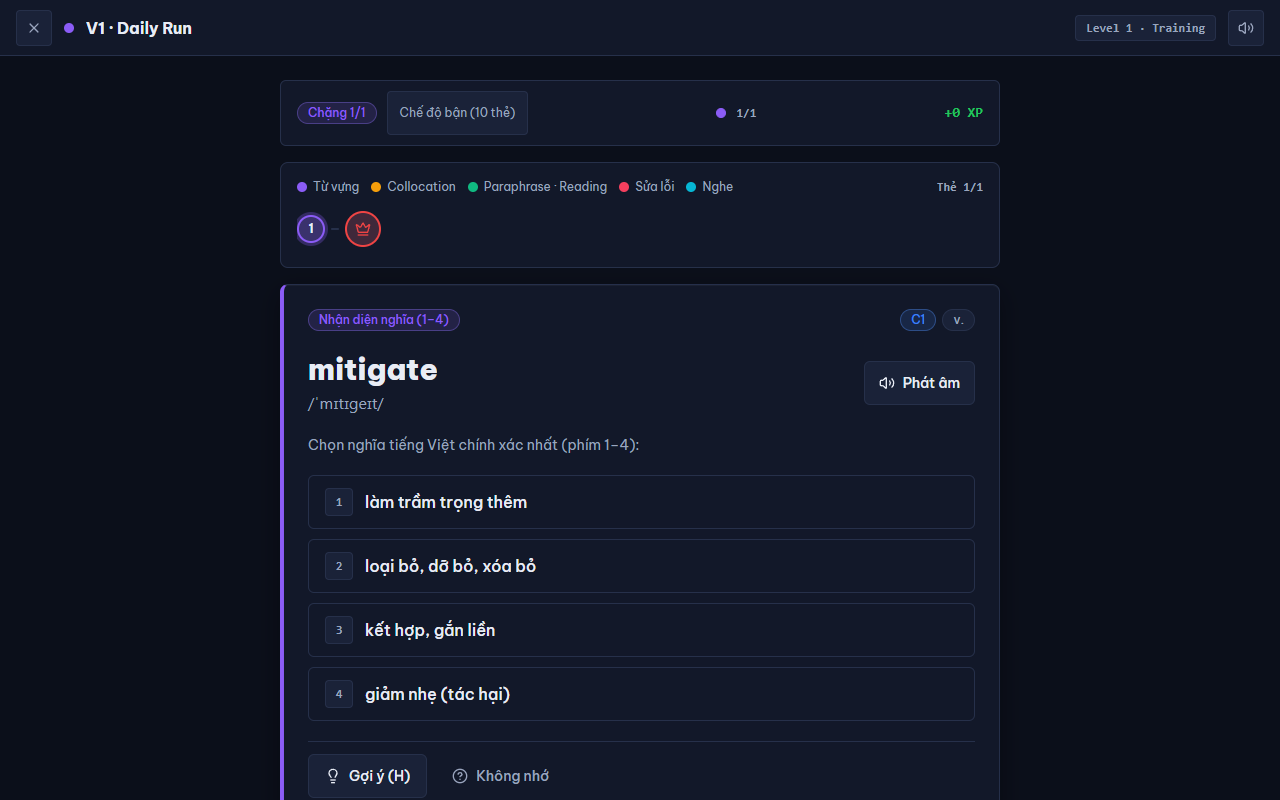 V1 · Daily Run
Level 1 · Training
Chặng 1/1
Chế độ bận (10 thẻ)
1/1
+0 XP
Từ vựng
Collocation
Paraphrase · Reading
Sửa lỗi
Nghe
Thẻ 1/1
1
Nhận diện nghĩa (1–4)
C1
v.
mitigate
/ˈmɪtɪɡeɪt/
Phát âm
Chọn nghĩa tiếng Việt chính xác nhất (phím 1–4):
1 làm trầm trọng thêm
2 loại bỏ, dỡ bỏ, xóa bỏ
3 kết hợp, gắn liền
4 giảm nhẹ (tác hại)
Gợi ý (H)
Không nhớ